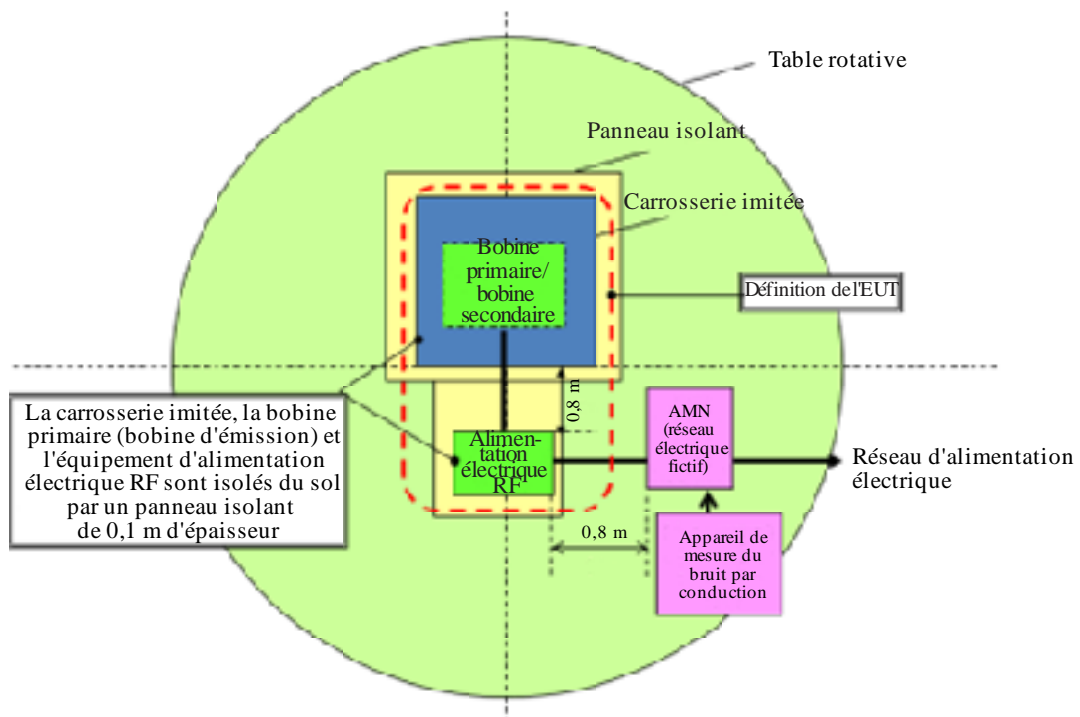 Table rotative
Panneau isolant
Carrosserie imitée
Bobine
primaire/
bobine
secondaire
Définition de l'EUT
0,8 m
La carrosserie imitée, la bobine
primaire (bobine d'émission) et
l'équipement d'alimentation
électrique RF sont isolés du sol
par un panneau isolant
de 0,1 m d'épaisseur
Alimen-
tation
électrique
RF
AMN
(réseau
électrique
fictif)
Réseau d'alimentation
électrique
0,8 m
Appareil de
mesure du
bruit par
conduction